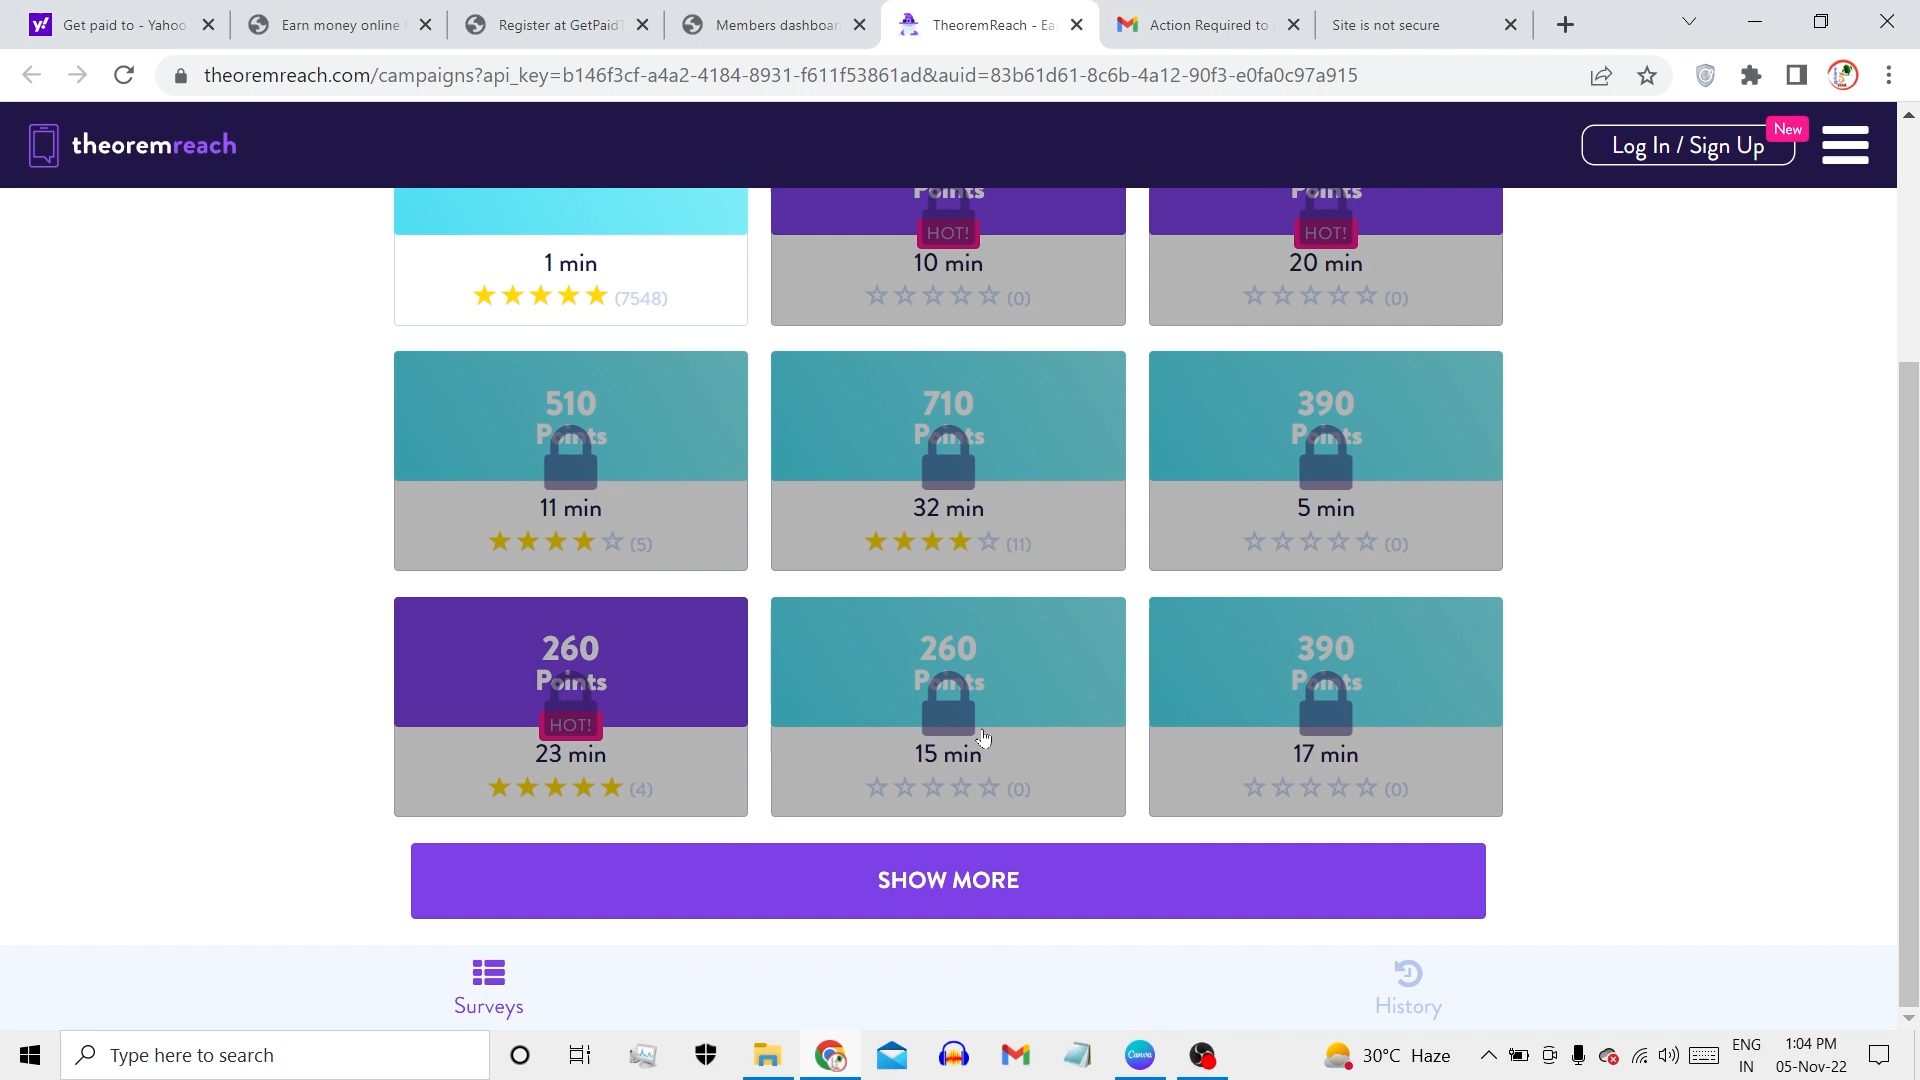 Get paid to - Yahoo
Earn money online f
Register at GetPaidT
Members dashboar
TheoremReach - Ea
Action Required to
Site is not secure
theoremreach.com/campaigns?api_key=b146f3cf-a4a2-4184-8931-f611f53861ad&auid=83b61d61-8c6b-4a12-90f3-e0fa0c97a915
theoremreach
Log In / Sign Up
New
Points
Points
HOT!
HOT!
1 min
10 min
20 min
(7548)
(0)
(0)
510
710
390
Points
Points
Points
11 min
32 min
5 min
(5)
(11)
(0)
260
260
390
Points
Points
Points
HOT!
23 min
15 min
17 min
(4)
(0)
(0)
SHOW MORE
Surveys
History
Type here to search
Canva
30°C Haze
ENG
IN
1:04 PM
05-Nov-22